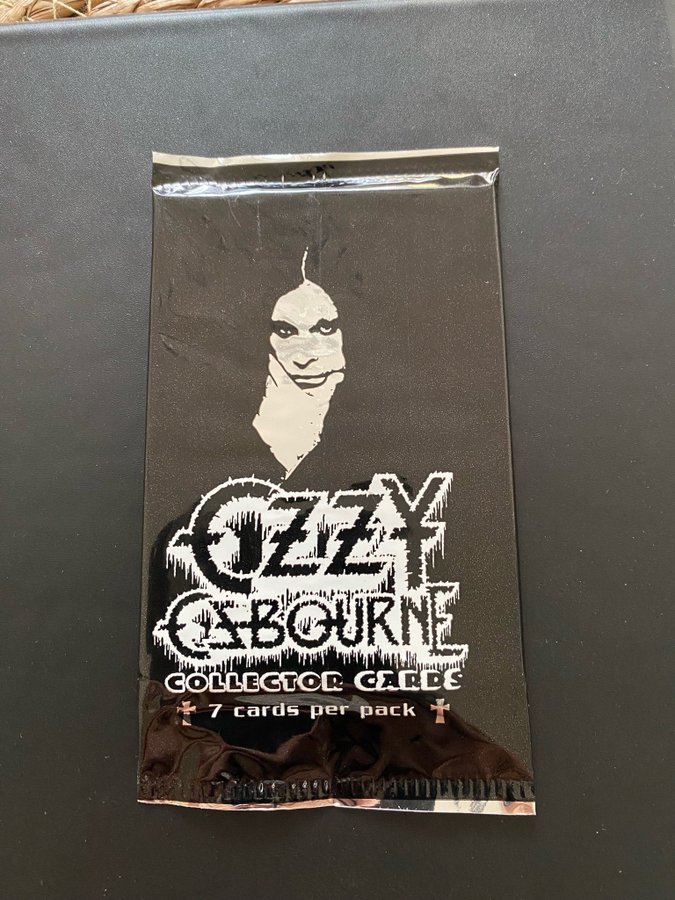 OZZY
OSBOURNE
COLLECTOR CARDS
7 cards per pack